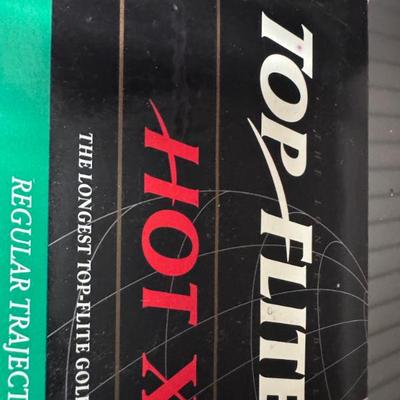 TOP-FLITE
HOT X
THE LONGEST TOP-FLITE GOL
REGULAR TRAJECT